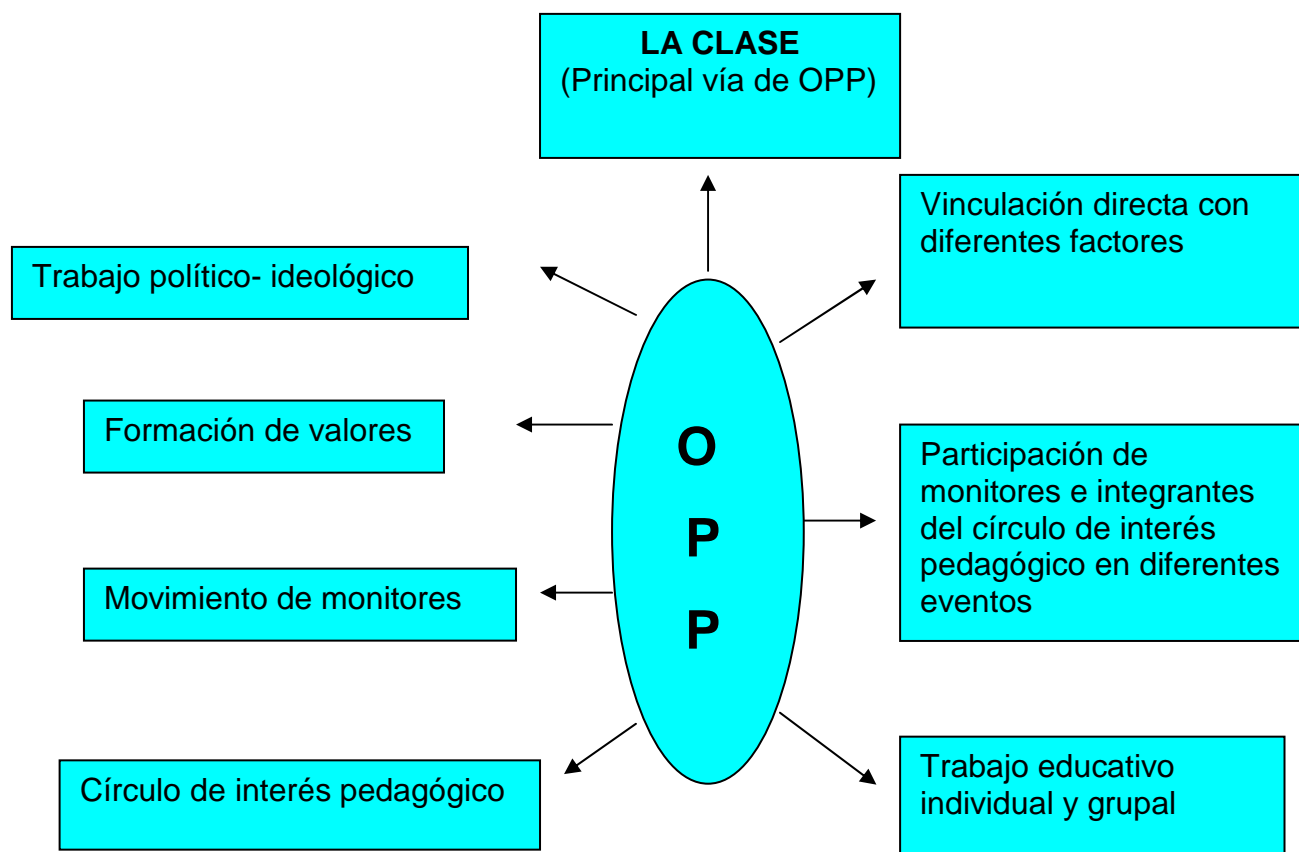 LA CLASE
(Principal vía de OPP)
Vinculación directa con
diferentes factores
Trabajo político- ideológico
Formación de valores
O
P
P
Participación de
monitores e integrantes
del círculo de interés
pedagógico en diferentes
eventos
Movimiento de monitores
Círculo de interés pedagógico
Trabajo educativo
individual y grupal